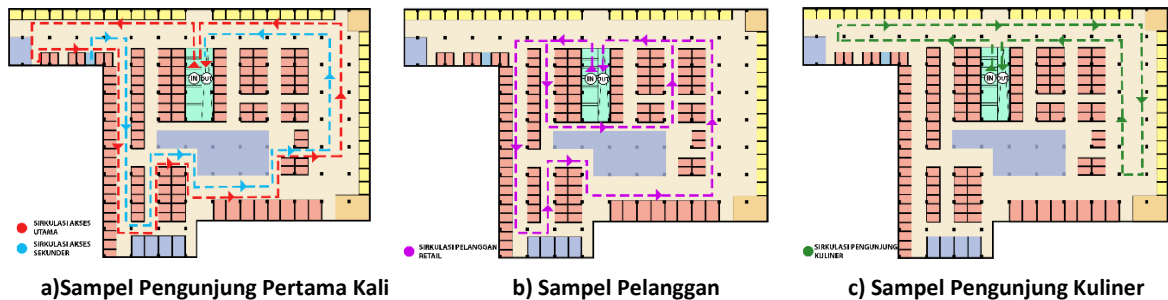 IN OUT
IN OUT
IN OUT
SIRKULASI AKSES
UTAMA
SIRKULASI AKSES
SEKUNDER
SIRKULASI PELANGGAN
RETAIL
SIRKULASI PENGUNJUNG
KULINER
a)Sampel Pengunjung Pertama Kali
b) Sampel Pelanggan
c) Sampel Pengunjung Kuliner